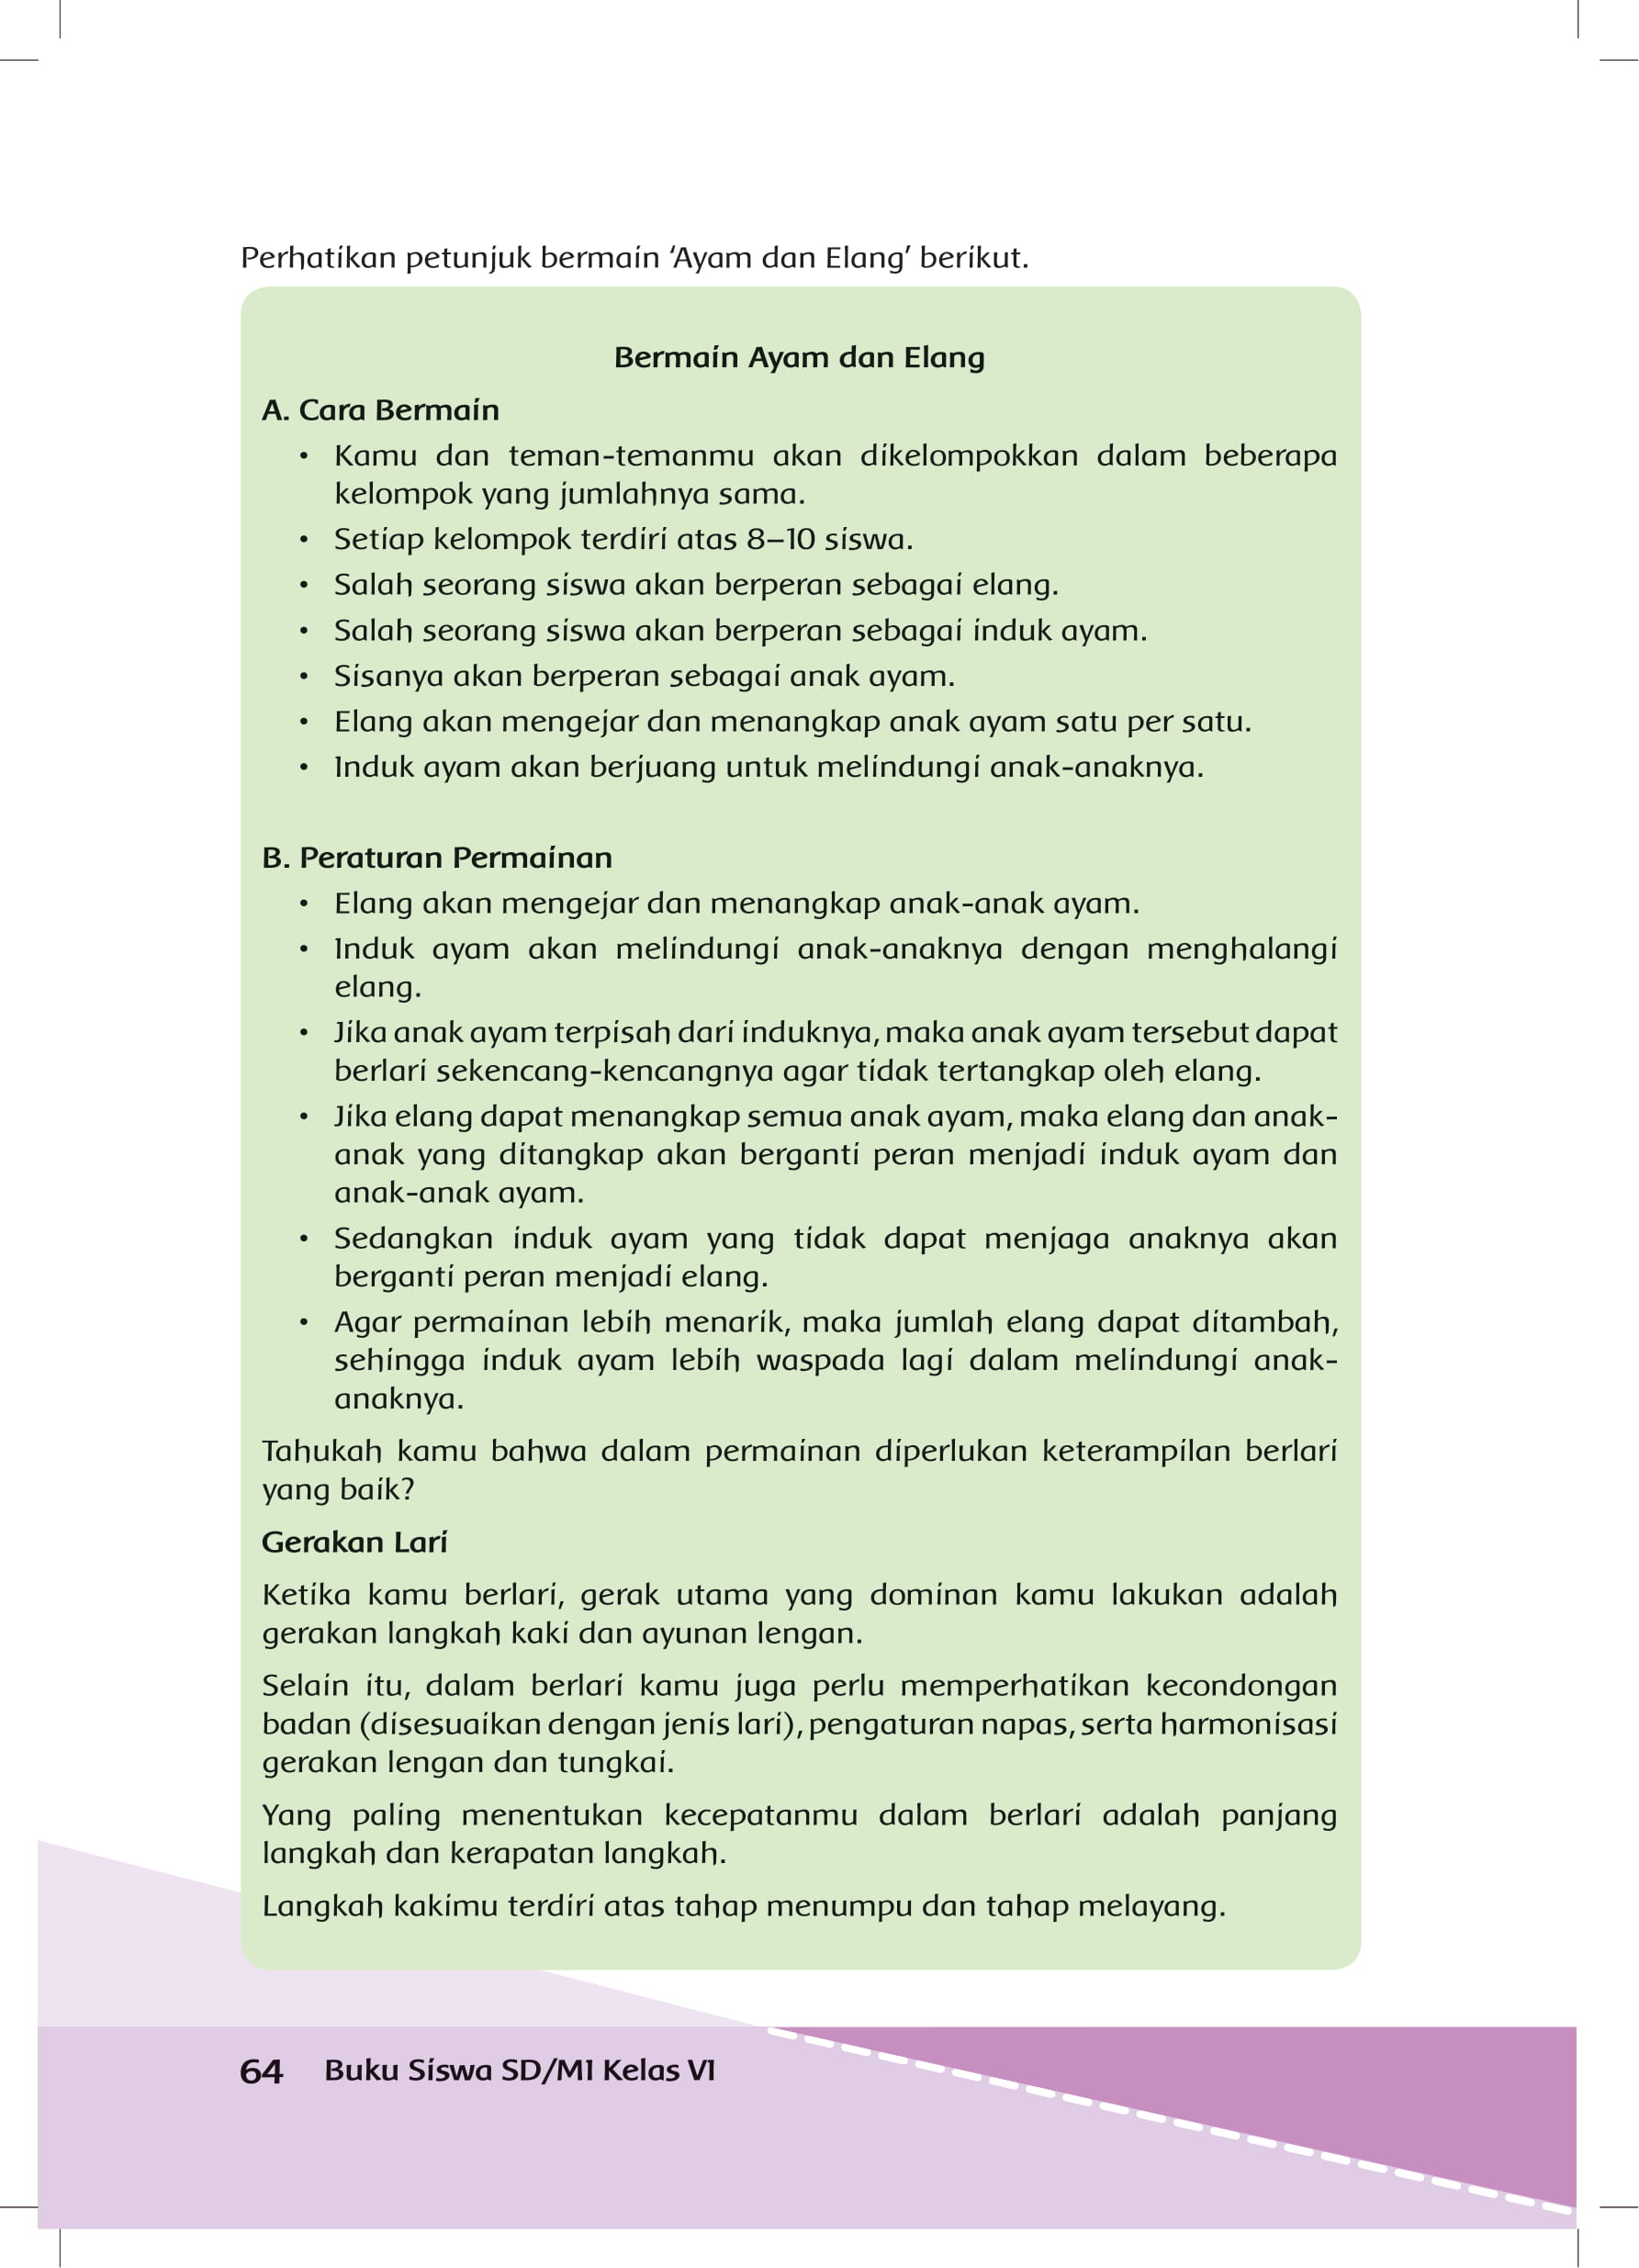 Perhatikan petunjuk bermain ‘Ayam dan Elang’ berikut.
Bermain Ayam dan Elang
A. Cara Bermain
• Kamu dan teman-temanmu akan dikelompokkan dalam beberapa
kelompok yang jumlahnya sama.
• Setiap kelompok terdiri atas 8–10 siswa.
• Salah seorang siswa akan berperan sebagai elang.
• Salah seorang siswa akan berperan sebagai induk ayam.
• Sisanya akan berperan sebagai anak ayam.
• Elang akan mengejar dan menangkap anak ayam satu per satu.
• Induk ayam akan berjuang untuk melindungi anak-anaknya.
B. Peraturan Permainan
• Elang akan mengejar dan menangkap anak-anak ayam.
• Induk ayam akan melindungi anak-anaknya dengan menghalangi
elang.
• Jika anak ayam terpisah dari induknya, maka anak ayam tersebut dapat
berlari sekencang-kencangnya agar tidak tertangkap oleh elang.
• Jika elang dapat menangkap semua anak ayam, maka elang dan anak-
anak yang ditangkap akan berganti peran menjadi induk ayam dan
anak-anak ayam.
• Sedangkan induk ayam yang tidak dapat menjaga anaknya akan
berganti peran menjadi elang.
• Agar permainan lebih menarik, maka jumlah elang dapat ditambah,
sehingga induk ayam lebih waspada lagi dalam melindungi anak-
anaknya.
Tahukah kamu bahwa dalam permainan diperlukan keterampilan berlari
yang baik?
Gerakan Lari
Ketika kamu berlari, gerak utama yang dominan kamu lakukan adalah
gerakan langkah kaki dan ayunan lengan.
Selain itu, dalam berlari kamu juga perlu memperhatikan kecondongan
badan (disesuaikan dengan jenis lari), pengaturan napas, serta harmonisasi
gerakan lengan dan tungkai.
Yang paling menentukan kecepatanmu dalam berlari adalah panjang
langkah dan kerapatan langkah.
Langkah kakimu terdiri atas tahap menumpu dan tahap melayang.
64 Buku Siswa SD/MI Kelas VI